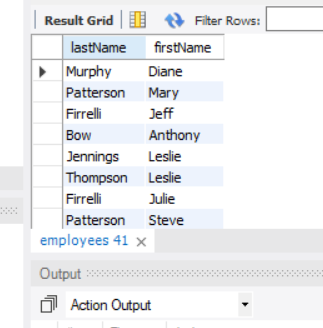 Result Grid Filter Rows:
lastName firstName
Murphy Diane
Patterson Mary
Firrelli Jeff
Bow Anthony
Jennings Leslie
Thompson Leslie
Firrelli Julie
Patterson Steve
employees 41 ×
Output
Action Output